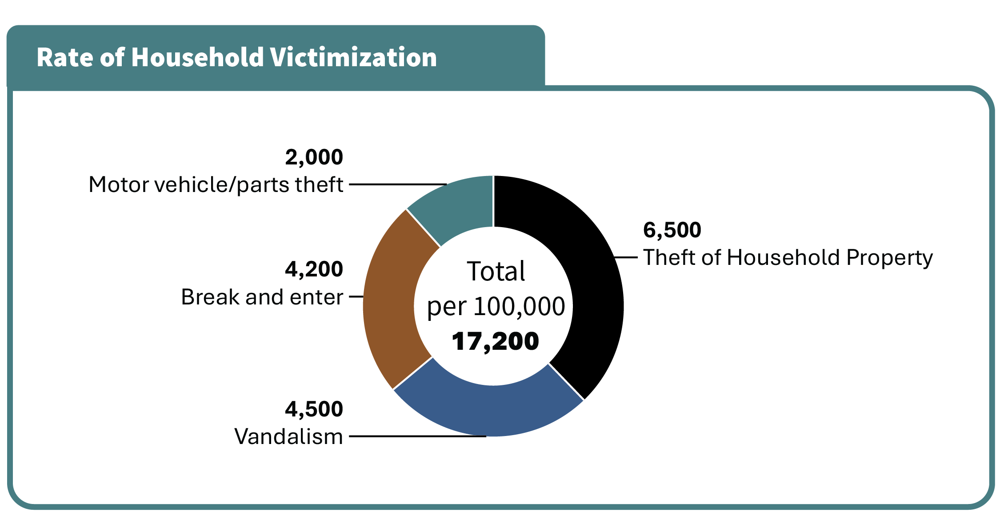 Rate of Household Victimization
2,000
Motor vehicle/parts theft
6,500
Theft of Household Property
4,200
Break and enter
Total
per 100,000
17,200
4,500
Vandalism